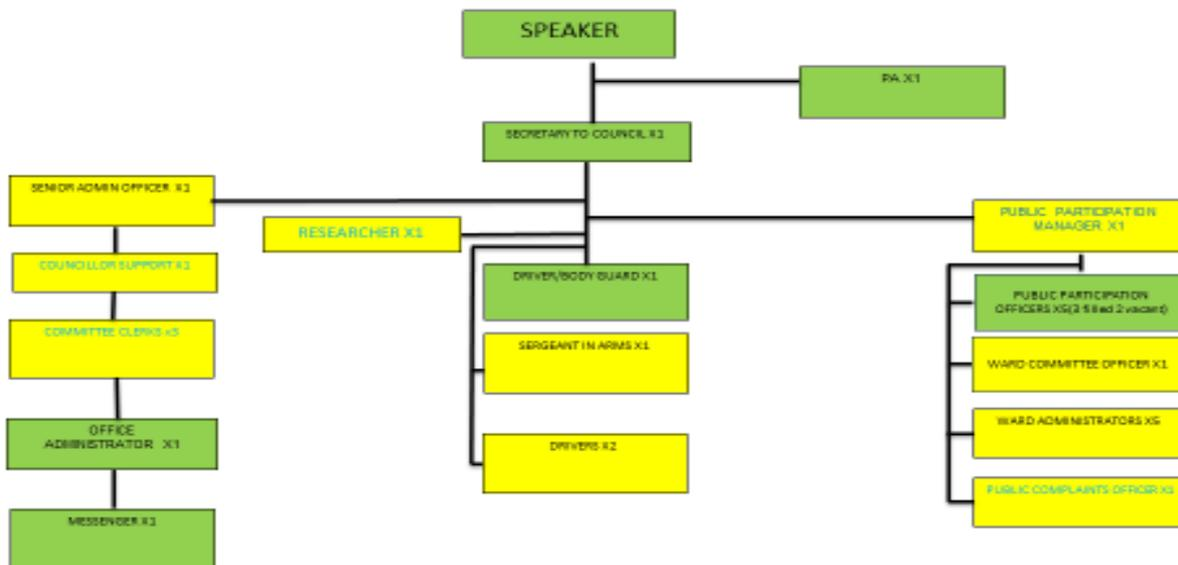 SPEAKER
PA X1
SECRETARY TO COUNCIL X1
SENIOR ADMIN OFFICER X1
RESEARCHER X1
PUBLIC PARTICIPATION
MANAGER X1
COUNCILLOR SUPPORT X1
DRIVER/BODY GUARD X1
PUBLIC PARTICIPATION
OFFICERS X5(3 filled 2 vacant)
COMMITTEE CLERKS x3
SERGEANT IN ARMS X1
WARD COMMITTEE OFFICER X1
OFFICE
ADMINISTRATOR X1
DRIVERS X2
WARD ADMINISTRATORS X5
PUBLIC COMPLAINTS OFFICER X1
MESSENGER X1